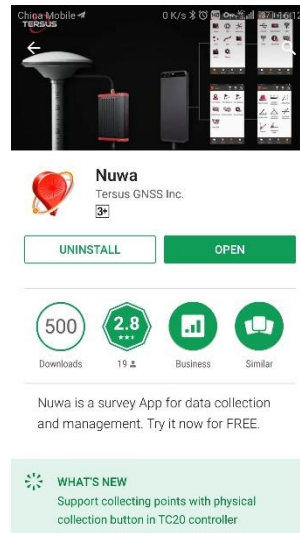 China Mobile
0 K/s
TERSUS
Nuwa
Tersus GNSS Inc.
3+
UNINSTALL
OPEN
500
2.8
Downloads
19
Business
Similar
Nuwa is a survey App for data collection
and management. Try it now for FREE.
WHAT'S NEW
Support collecting points with physical
collection button in TC20 controller